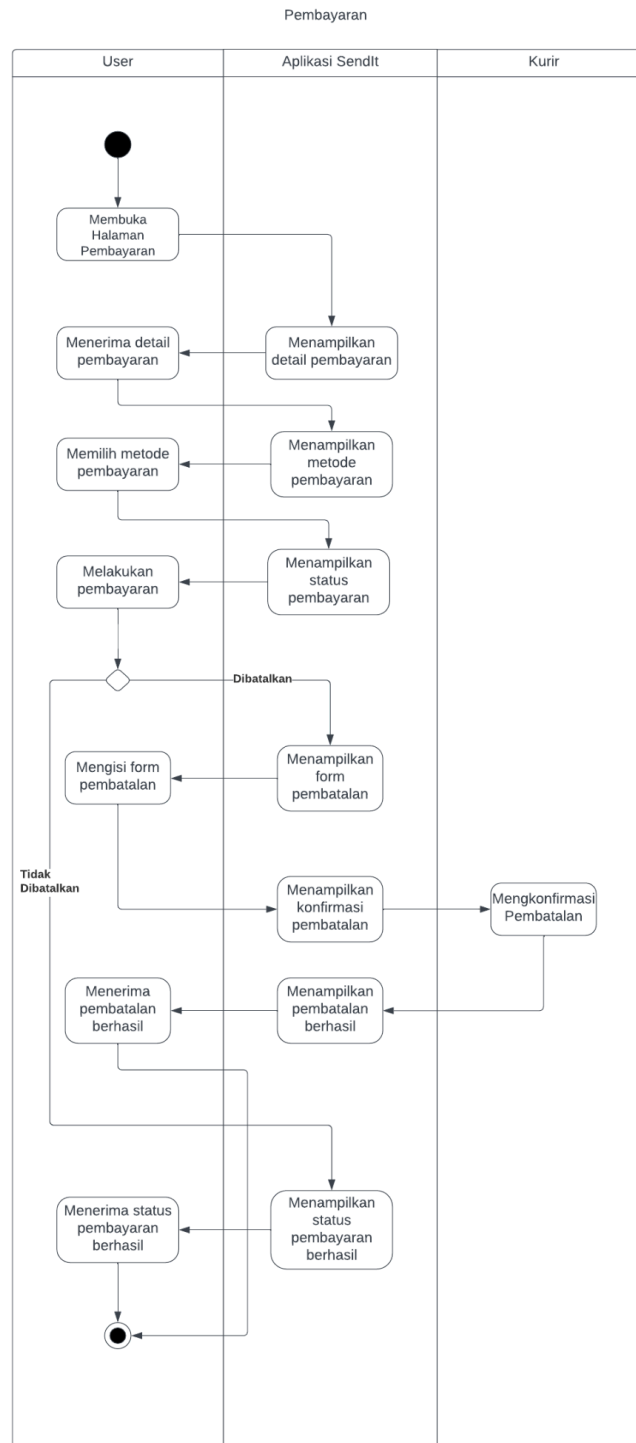 Pembayaran
User
Aplikasi SendIt
Kurir
Membuka
Halaman
Pembayaran
Menerima detail
pembayaran
Menampilkan
detail pembayaran
Memilih metode
pembayaran
Menampilkan
metode
pembayaran
Melakukan
pembayaran
Menampilkan
status
pembayaran
Dibatalkan
Mengisi form
pembatalan
Menampilkan
form
pembatalan
Tidak
Dibatalkan
Menampilkan
konfirmasi
pembatalan
Mengkonfirmasi
Pembatalan
Menerima
pembatalan
berhasil
Menampilkan
pembatalan
berhasil
Menerima status
pembayaran
berhasil
Menampilkan
status
pembayaran
berhasil